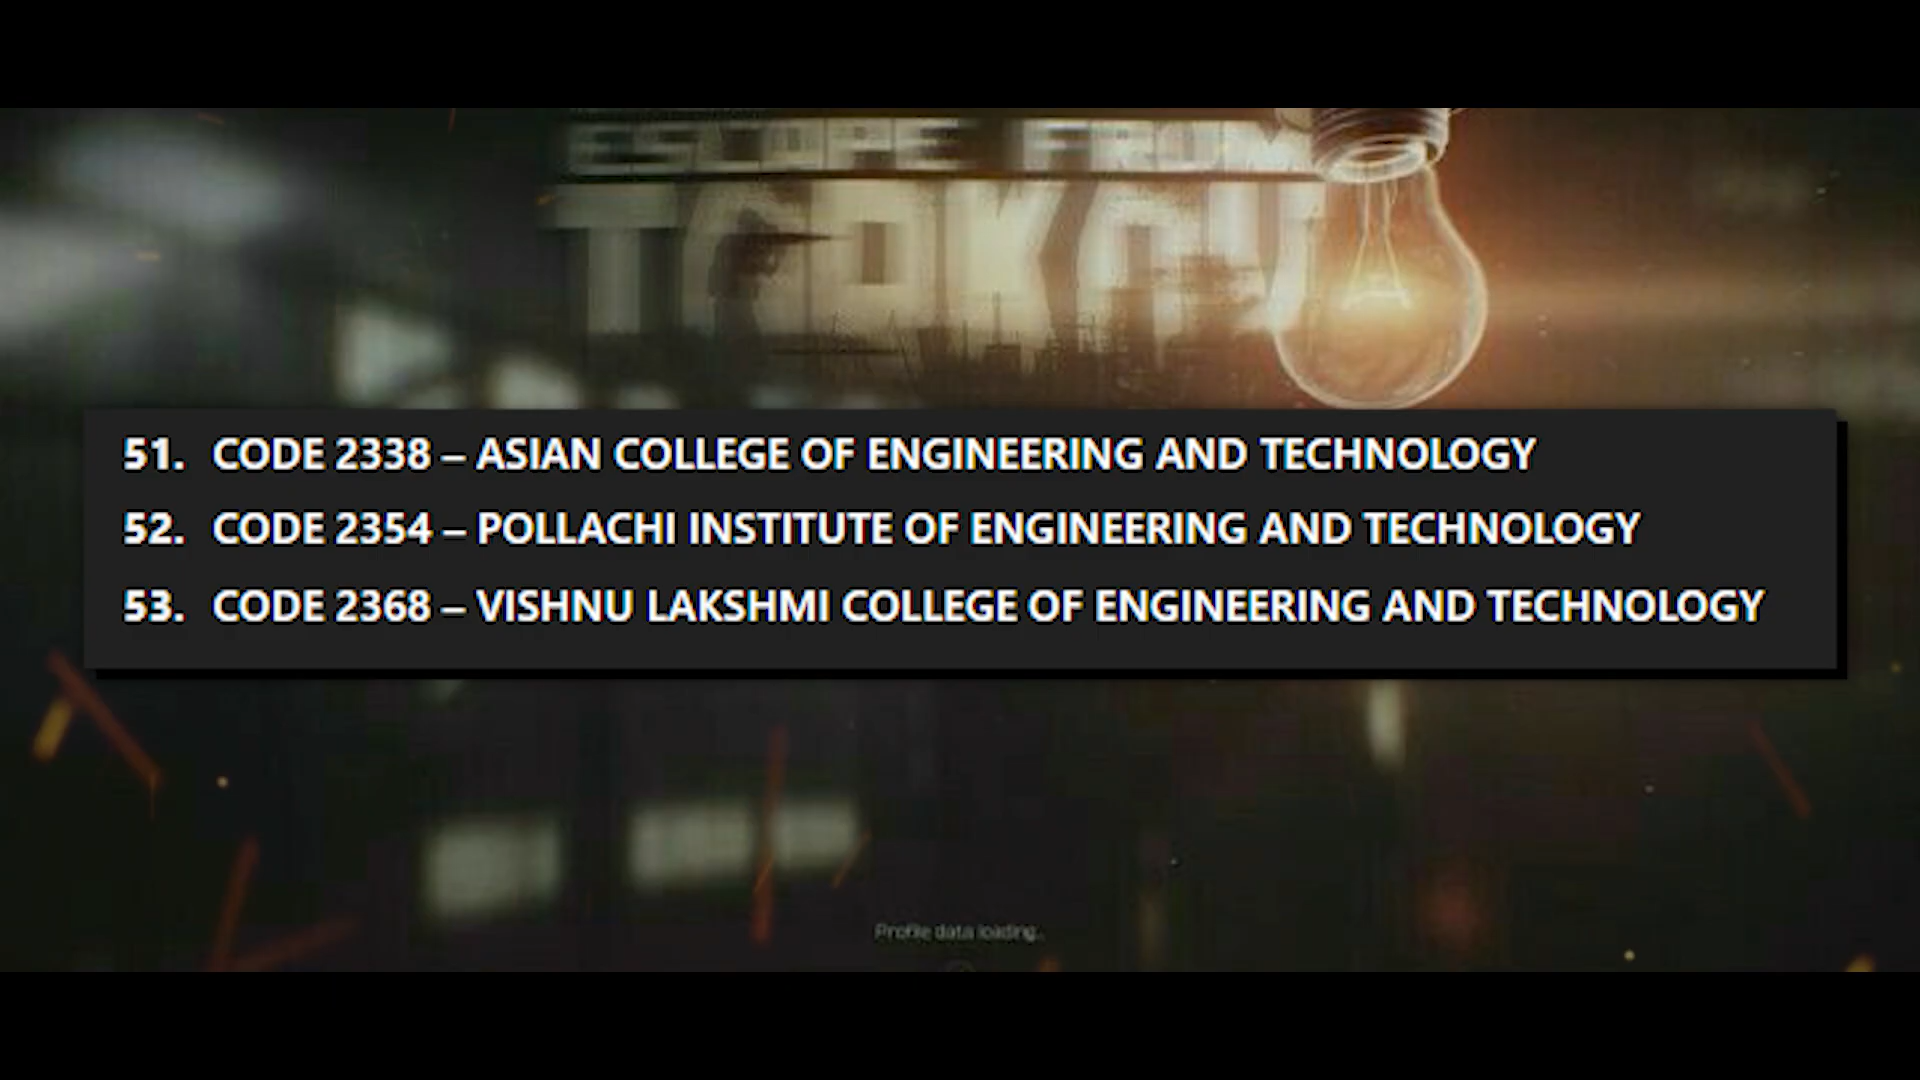 ESCAPE FROM
51. CODE 2338 – ASIAN COLLEGE OF ENGINEERING AND TECHNOLOGY
52. CODE 2354 – POLLACHI INSTITUTE OF ENGINEERING AND TECHNOLOGY
53. CODE 2368 – VISHNU LAKSHMI COLLEGE OF ENGINEERING AND TECHNOLOGY
Profile data loading..